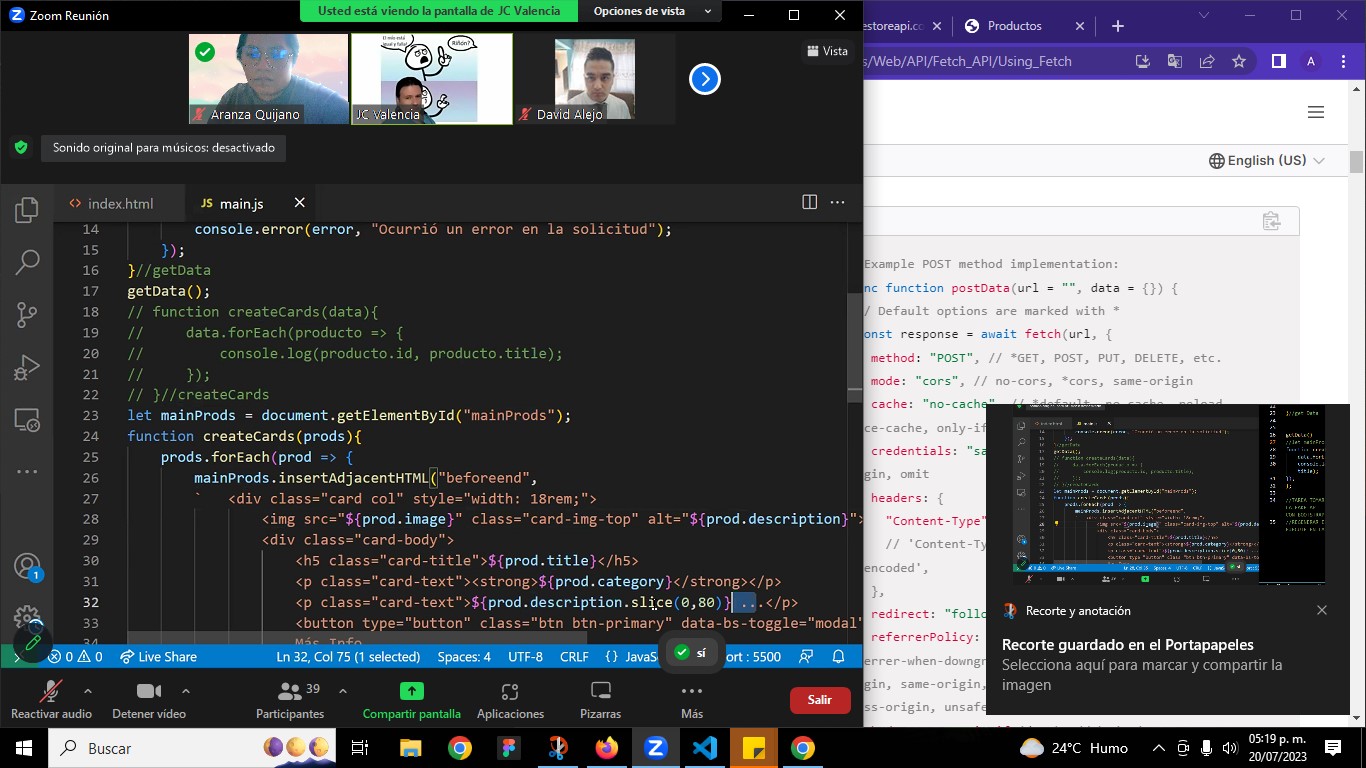 Zoom Reunión
Usted está viendo la pantalla de JC Valencia
Opciones de vista
El mio está
igual y falla!
Riñón?
Aranza Quijano
JC Valencia
David Alejo
Vista
Sonido original para músicos: desactivado
index.html
JS main.js
14 console.error(error, "Ocurrió un error en la solicitud");
15 });
16 }//getData
17 getData();
18 // function createCards(data){
19 // data.forEach(producto => {
20 // console.log(producto.id, producto.title);
21 // });
22 // }//createCards
23 let mainProds = document.getElementById("mainProds");
24 function createCards(prods){
25 prods.forEach(prod => {
26 mainProds.insertAdjacentHTML("beforeend",
27 ` <div class="card col" style="width: 18rem;">
28 <img src="${prod.image}" class="card-img-top" alt="${prod.description}"
29 <div class="card-body">
30 <h5 class="card-title">${prod.title}</h5>
31 <p class="card-text"><strong>${prod.category}</strong></p>
32 <p class="card-text">${prod.description.slice(0,80)} ...</p>
33 <button type="button" class="btn btn-primary" data-bs-toggle="modal"
34 Más Info
1
0 0
Live Share
Ln 32, Col 75 (1 selected)
Spaces: 4
UTF-8
CRLF
{ } JavaS
sí
ort : 5500
Reactivar audio
Detener vídeo
39
Participantes
Compartir pantalla
Aplicaciones
Pizarras
Más
Salir
estoreapi.co
Productos
s/Web/API/Fetch_API/Using_Fetch
A
English (US)
Example POST method implementation:
nc function postData(url = "", data = {}) {
/ Default options are marked with *
onst response = await fetch(url, {
method: "POST", // *GET, POST, PUT, DELETE, etc.
mode: "cors", // no-cors, *cors, same-origin
cache: "no-cache", // *default, no-cache, reload,
ce-cache, only-if
credentials: "sa
gin, omit
headers: {
"Content-Type"
// 'Content-Ty
encoded',
},
redirect: "follo
referrerPolicy:
errer-when-downgr
gin, same-origin,
ss-origin, unsafe
Recorte y anotación
Recorte guardado en el Portapapeles
Selecciona aquí para marcar y compartir la
imagen
Buscar
24°C Humo
05:19 p. m.
20/07/2023